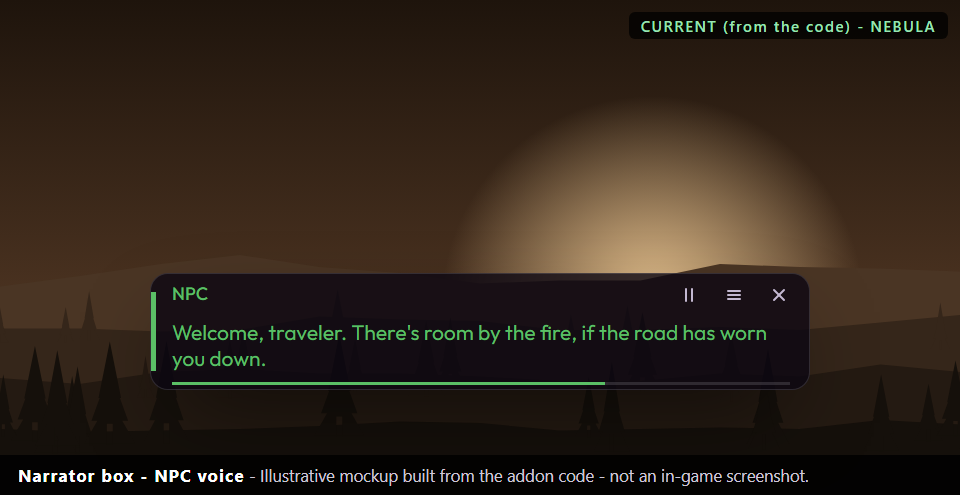 CURRENT (from the code) - NEBULA
NPC
Welcome, traveler. There's room by the fire, if the road has worn
you down.
Narrator box - NPC voice - Illustrative mockup built from the addon code - not an in-game screenshot.